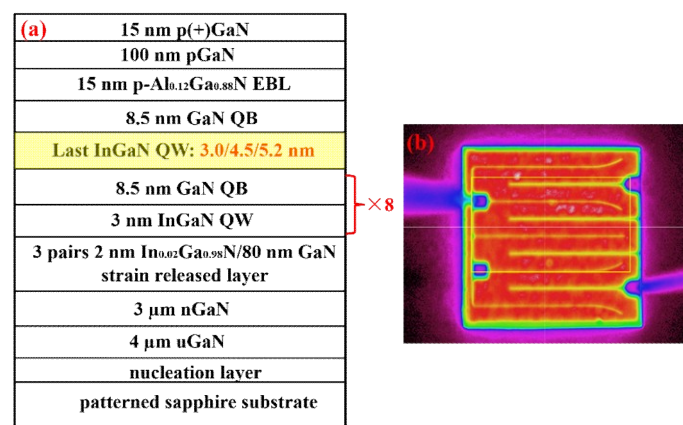 (a)
15 nm p(+)GaN
100 nm pGaN
15 nm p-Al₀.₁₂Ga₀.₈₈N EBL
8.5 nm GaN QB
Last InGaN QW: 3.0/4.5/5.2 nm
8.5 nm GaN QB
3 nm InGaN QW
×8
3 pairs 2 nm In₀.₀₂Ga₀.₉₈N/80 nm GaN
strain released layer
3 μm nGaN
4 μm uGaN
nucleation layer
patterned sapphire substrate
(b)